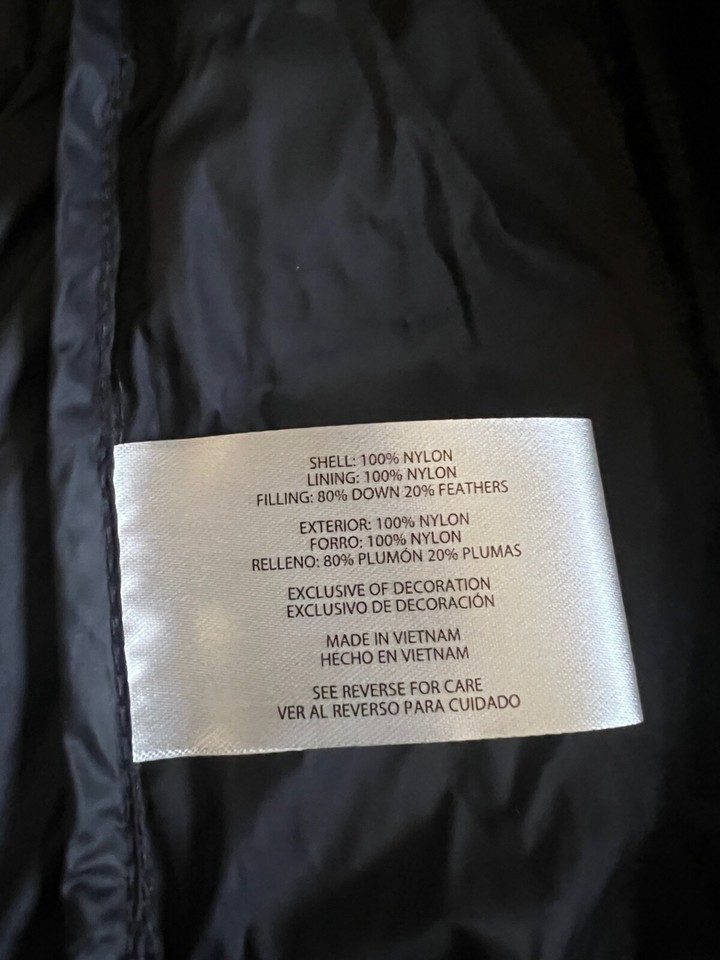 SHELL: 100% NYLON
LINING: 100% NYLON
FILLING: 80% DOWN 20% FEATHERS
EXTERIOR: 100% NYLON
FORRO: 100% NYLON
RELLENO: 80% PLUMÓN 20% PLUMAS
EXCLUSIVE OF DECORATION
EXCLUSIVO DE DECORACIÓN
MADE IN VIETNAM
HECHO EN VIETNAM
SEE REVERSE FOR CARE
VER AL REVERSO PARA CUIDADO